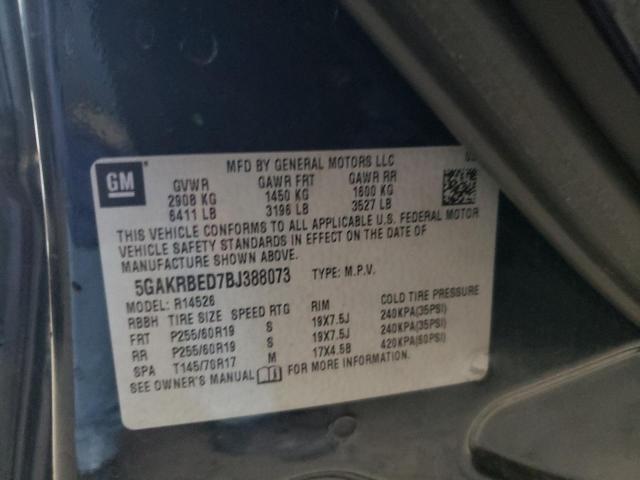 GM
MFD BY GENERAL MOTORS LLC
GVWR GAWR FRT GAWR RR
2908 KG 1450 KG 1600 KG
6411 LB 3196 LB 3527 LB
THIS VEHICLE CONFORMS TO ALL APPLICABLE U.S. FEDERAL MOTOR
VEHICLE SAFETY STANDARDS IN EFFECT ON THE DATE OF
MANUFACTURE SHOWN ABOVE.
5GAKRBED7BJ388073 TYPE: M.P.V.
MODEL: R14526
RBBH TIRE SIZE SPEED RTG RIM COLD TIRE PRESSURE
FRT P255/60R19 S 19X7.5J 240KPA(35PSI)
RR P255/60R19 S 19X7.5J 240KPA(35PSI)
SPA T145/70R17 M 17X4.5B 420KPA(60PSI)
SEE OWNER'S MANUAL FOR MORE INFORMATION.